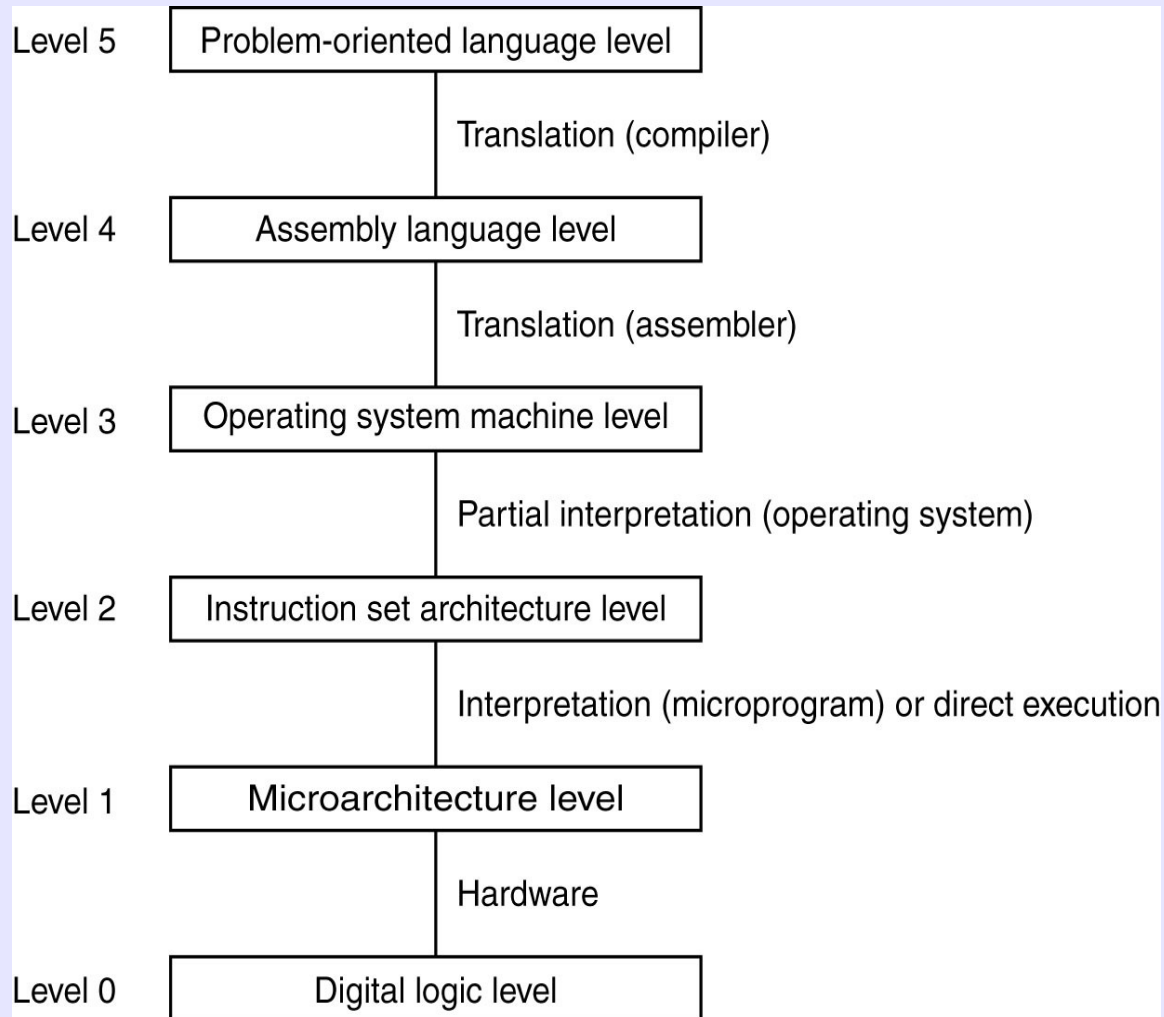 Level 5 Problem-oriented language level
Translation (compiler)
Level 4 Assembly language level
Translation (assembler)
Level 3 Operating system machine level
Partial interpretation (operating system)
Level 2 Instruction set architecture level
Interpretation (microprogram) or direct execution
Level 1 Microarchitecture level
Hardware
Level 0 Digital logic level